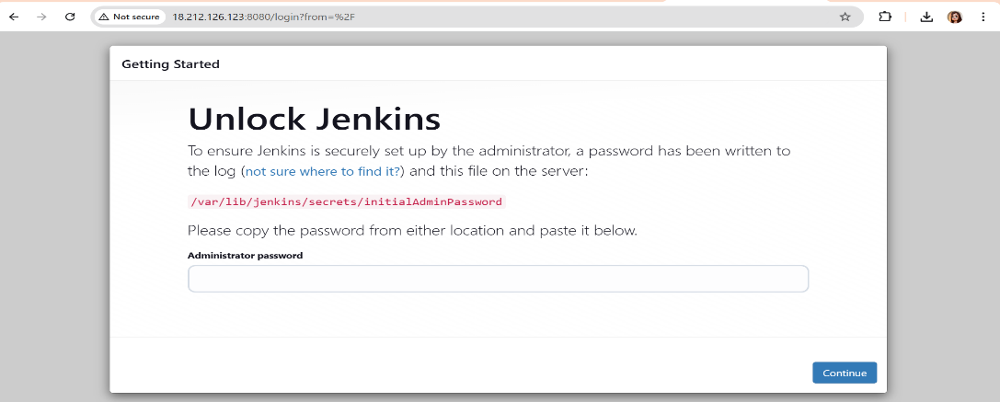 Not secure 18.212.126.123:8080/login?from=%2F
Getting Started
Unlock Jenkins
To ensure Jenkins is securely set up by the administrator, a password has been written to
the log (not sure where to find it?) and this file on the server:
/var/lib/jenkins/secrets/initialAdminPassword
Please copy the password from either location and paste it below.
Administrator password
Continue